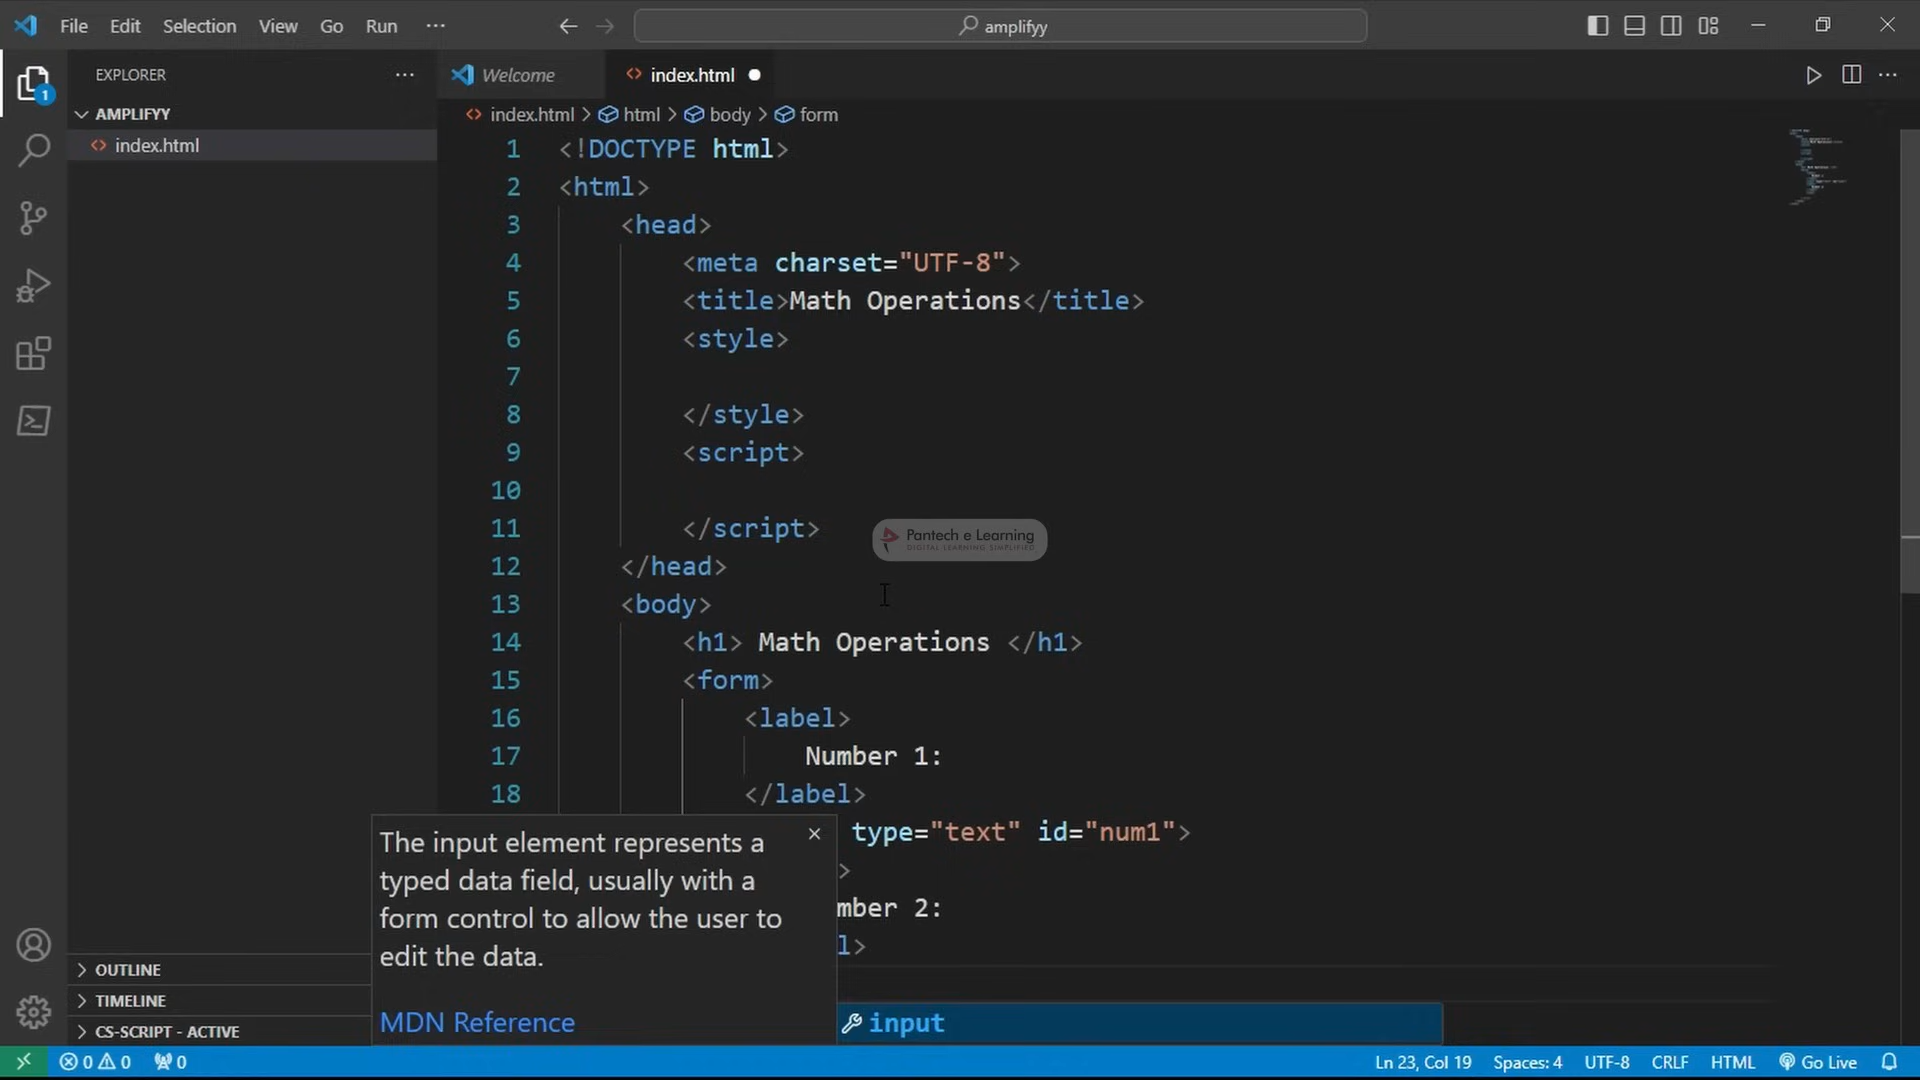 File Edit Selection View Go Run ···
amplifyy
EXPLORER ···
AMPLIFYY
index.html
1
Welcome
index.html
index.html > html > body > form
1 <!DOCTYPE html>
2 <html>
3 <head>
4 <meta charset="UTF-8">
5 <title>Math Operations</title>
6 <style>
7
8 </style>
9 <script>
10
11 </script>
12 </head>
13 <body>
14 <h1> Math Operations </h1>
15 <form>
16 <label>
17 Number 1:
18 </label>
type="text" id="num1">
>
mber 2:
l>
Pantech e Learning
DIGITAL LEARNING SIMPLIFIED
The input element represents a
typed data field, usually with a
form control to allow the user to
edit the data.
MDN Reference
input
OUTLINE
TIMELINE
CS-SCRIPT - ACTIVE
0 0 0
Ln 23, Col 19 Spaces: 4 UTF-8 CRLF HTML Go Live